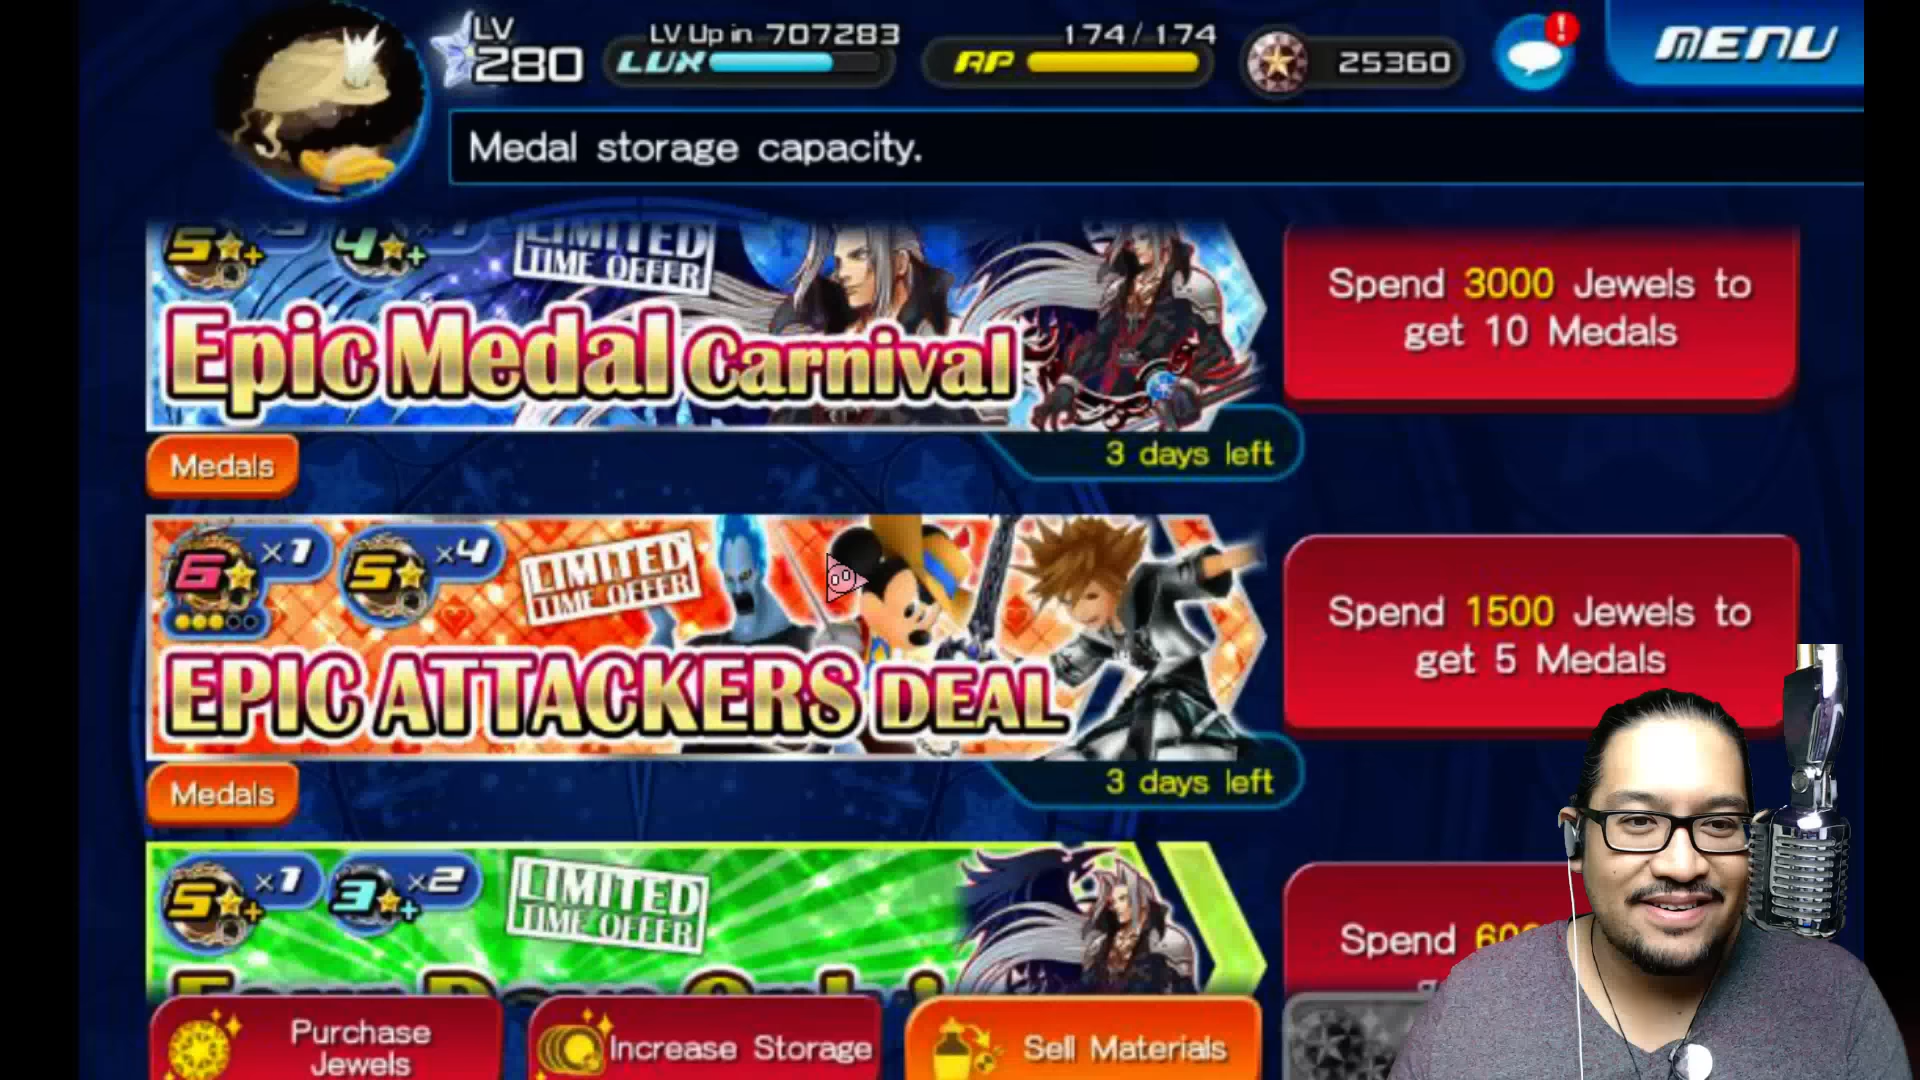 LV
280
LV Up in 707283
LUX
174 / 174
AP
25360
!
MENU
Medal storage capacity.
5 +
4 +
LIMITED
TIME OFFER
Epic Medal Carnival
Spend 3000 Jewels to
get 10 Medals
3 days left
Medals
6 ×1
5 ×4
LIMITED
TIME OFFER
EPIC ATTACKERS DEAL
Spend 1500 Jewels to
get 5 Medals
3 days left
Medals
5 + ×1
3 + ×2
LIMITED
TIME OFFER
Spend
Purchase
Jewels
Increase Storage
Sell Materials